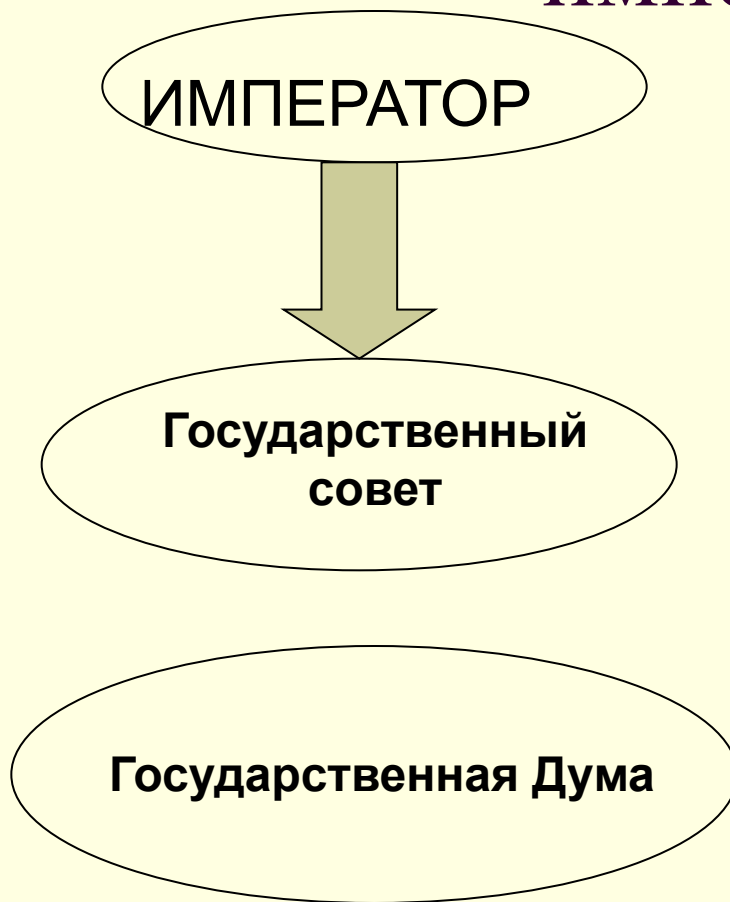 ИМПЕРАТОР
Государственный
совет
Государственная Дума